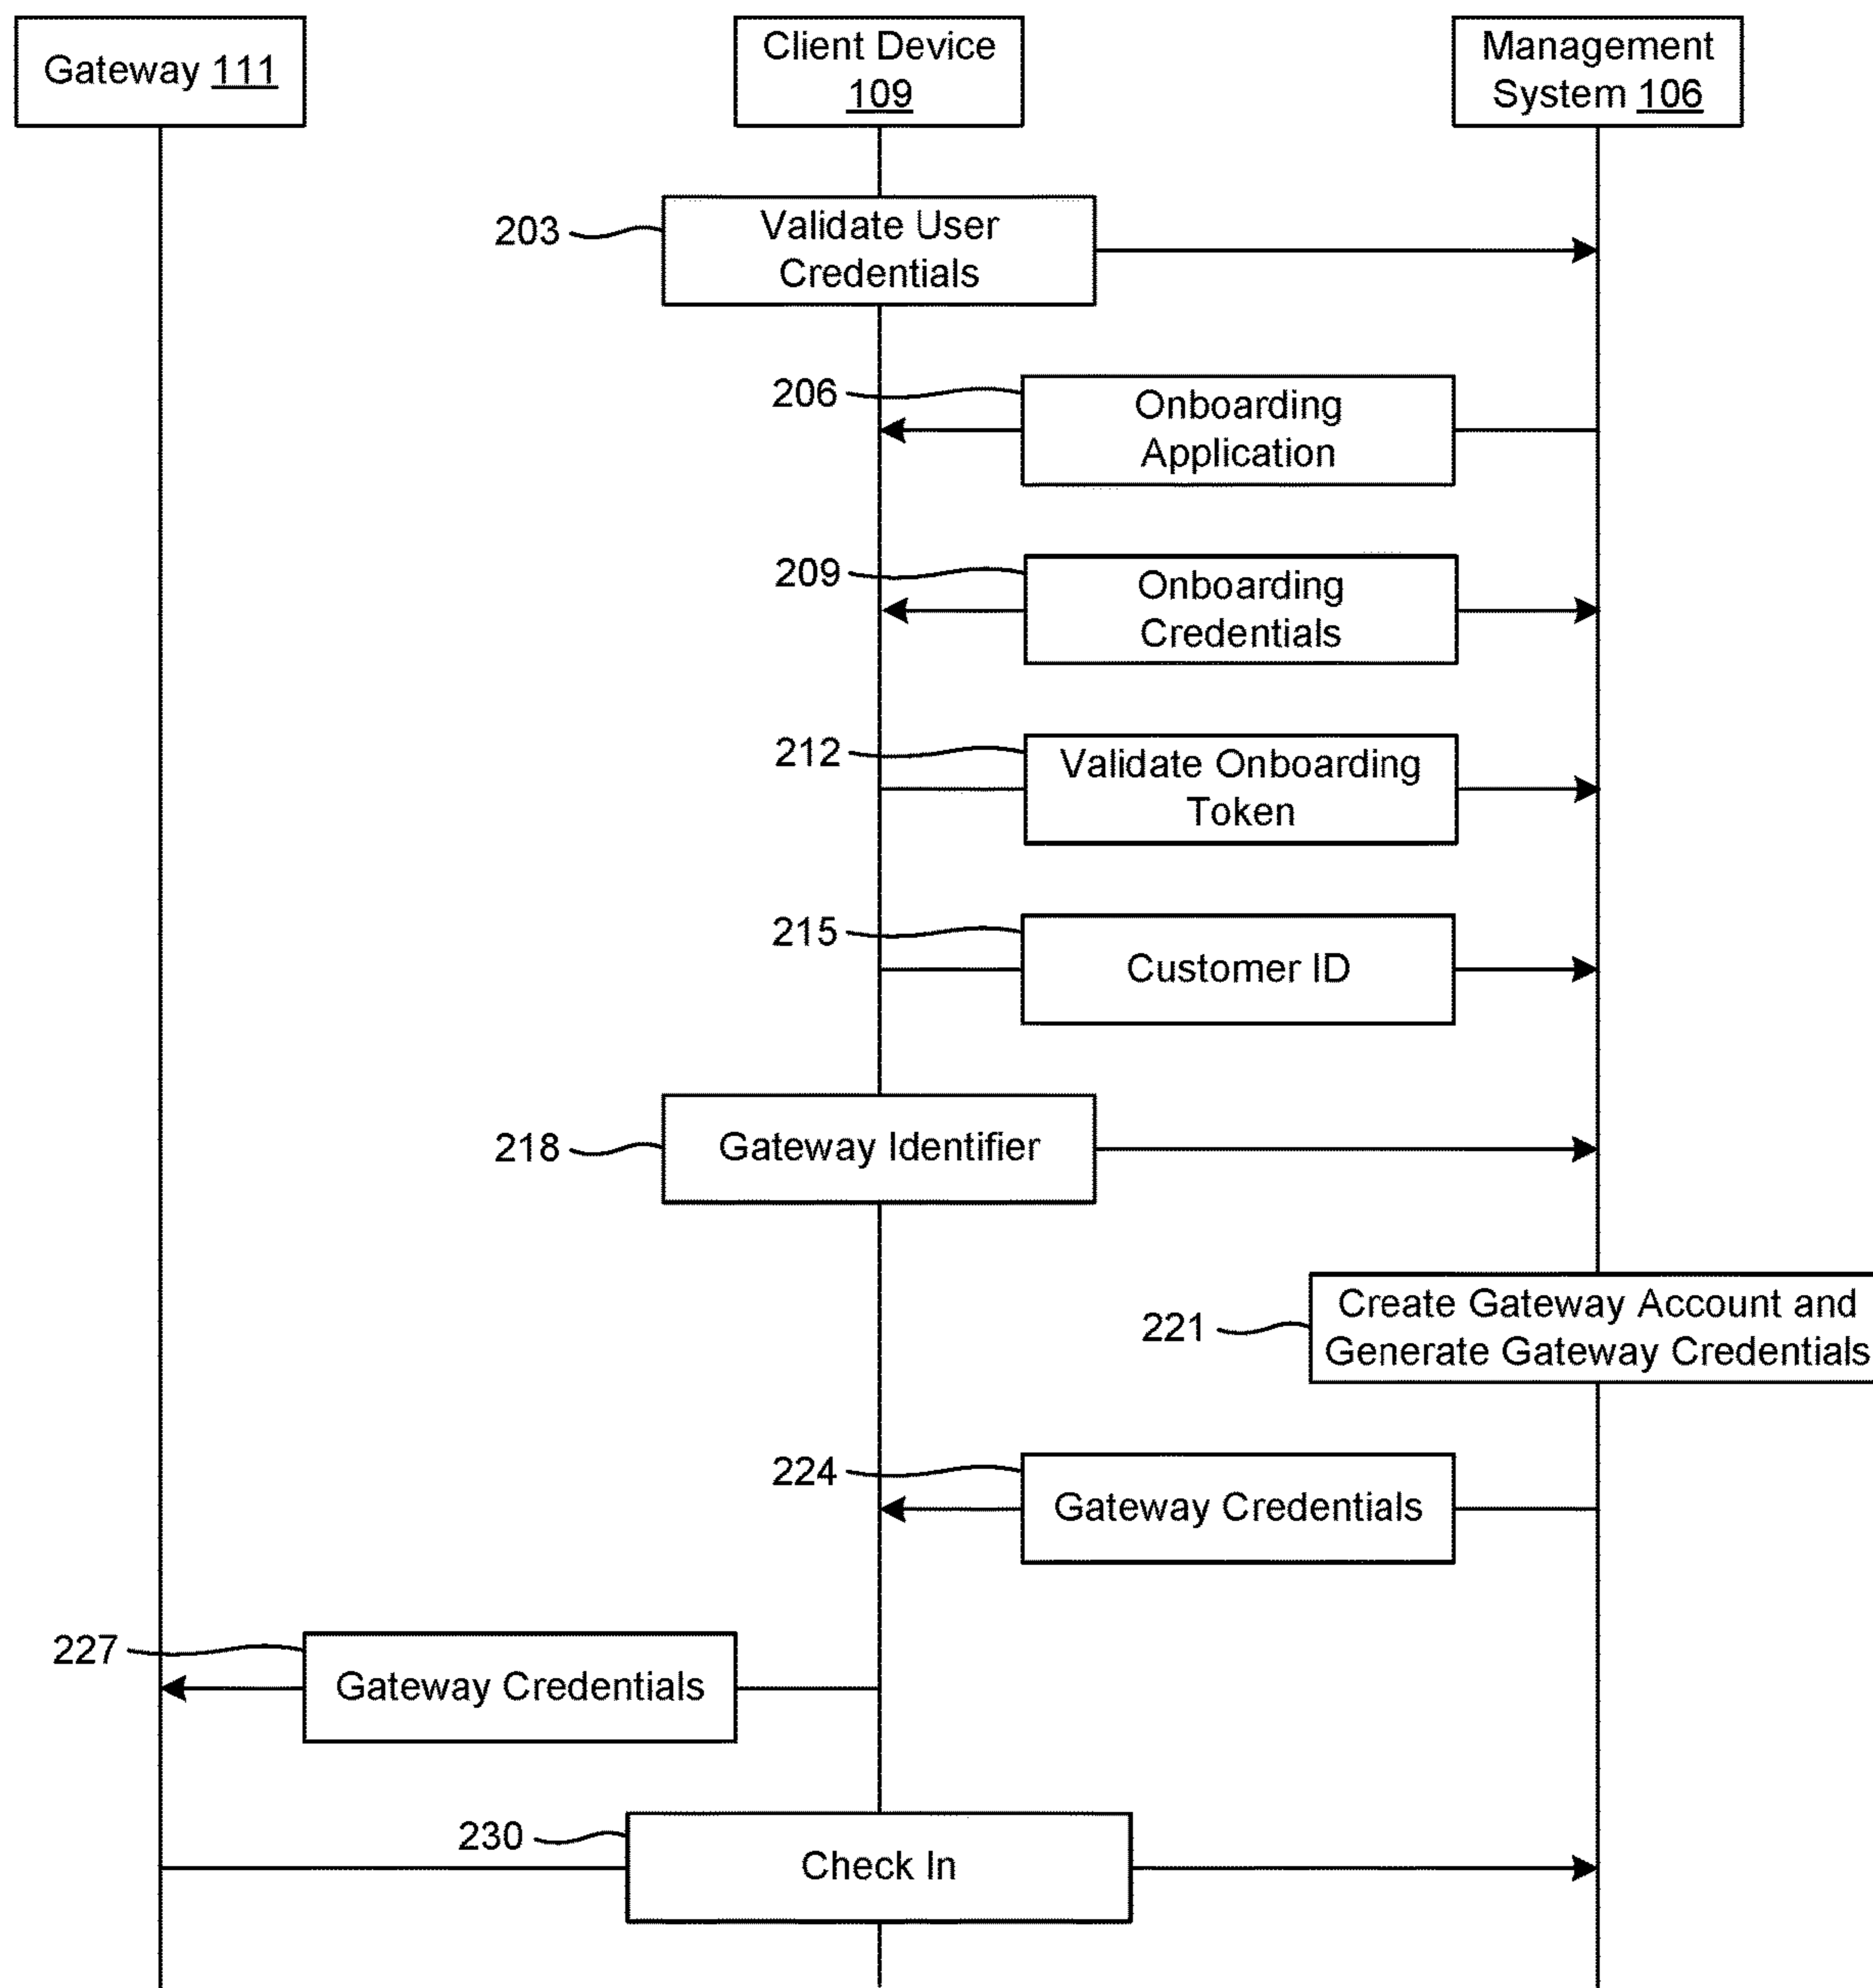 Gateway 111
Client Device
109
Management
System 106
203
Validate User
Credentials
206
Onboarding
Application
209
Onboarding
Credentials
212
Validate Onboarding
Token
215
Customer ID
218
Gateway Identifier
221
Create Gateway Account and
Generate Gateway Credentials
224
Gateway Credentials
227
Gateway Credentials
230
Check In